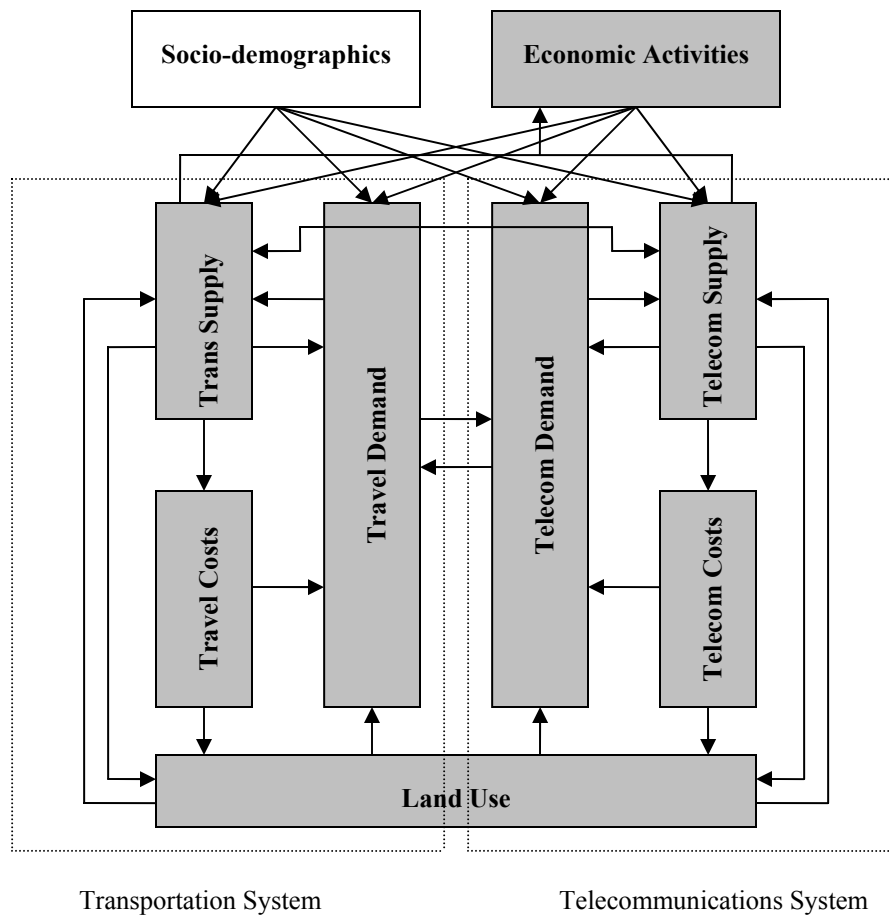 Socio-demographics
Economic Activities
Trans Supply
Travel Demand
Telecom Demand
Telecom Supply
Travel Costs
Telecom Costs
Land Use
Transportation System
Telecommunications System